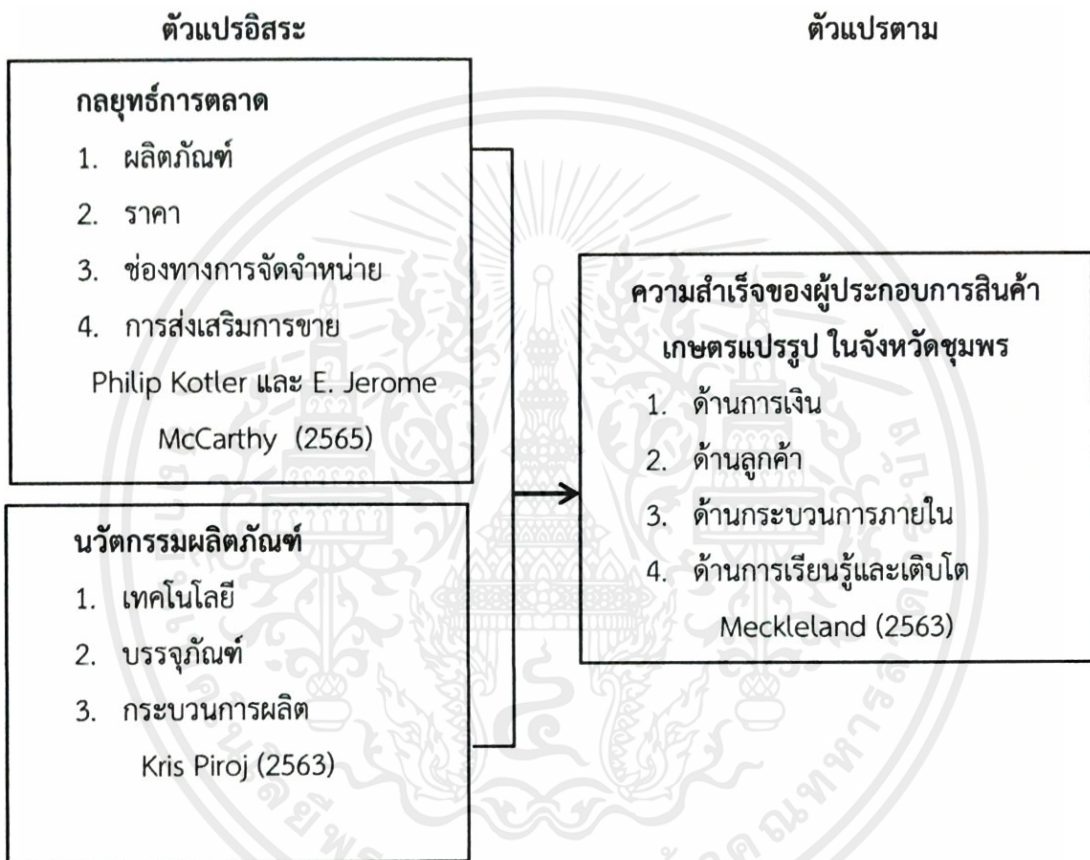 ตัวแปรอิสระ
ตัวแปรตาม
กลยุทธ์การตลาด
1. ผลิตภัณฑ์
2. ราคา
3. ช่องทางการจัดจำหน่าย
4. การส่งเสริมการขาย
Philip Kotler และ E. Jerome
McCarthy (2565)
นวัตกรรมผลิตภัณฑ์
1. เทคโนโลยี
2. บรรจุภัณฑ์
3. กระบวนการผลิต
Kris Piroj (2563)
ความสำเร็จของผู้ประกอบการสินค้า
เกษตรแปรรูป ในจังหวัดชุมพร
1. ด้านการเงิน
2. ด้านลูกค้า
3. ด้านกระบวนการภายใน
4. ด้านการเรียนรู้และเติบโต
Meckleland (2563)